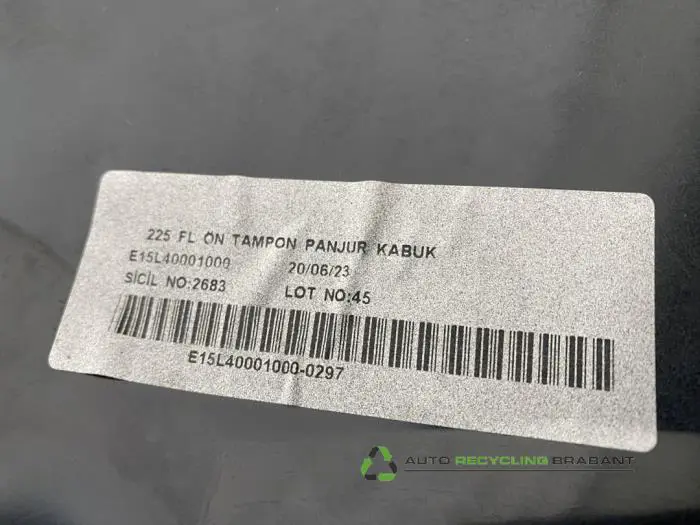 225 FL ÖN TAMPON PANJUR KABUK
E15L40001000 20/06/23
SİCİL NO:2683 LOT NO:45
E15L40001000-0297
AUTO RECYCLING BRABANT